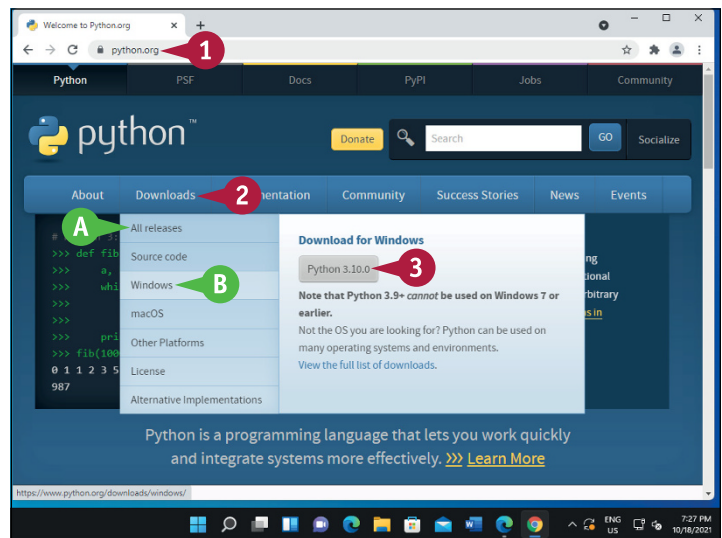 Welcome to Python.org
python.org
1
Python PSF Docs PyPI Jobs Community
python™
Donate Search GO Socialize
About Downloads 2 entation Community Success Stories News Events
A
All releases
Source code
Windows
B
macOS
Other Platforms
License
Alternative Implementations
Download for Windows
Python 3.10.0
3
Note that Python 3.9+ cannot be used on Windows 7 or
earlier.
Not the OS you are looking for? Python can be used on
many operating systems and environments.
View the full list of downloads.
>>> def fib
>>> a,
>>> whi
>>>
>>>
>>> pri
>>> fib(100
0 1 1 2 3 5
987
ng
tional
rbitrary
s in
Python is a programming language that lets you work quickly
and integrate systems more effectively. >>> Learn More
https://www.python.org/downloads/windows/
ENG
US
7:27 PM
10/18/2021